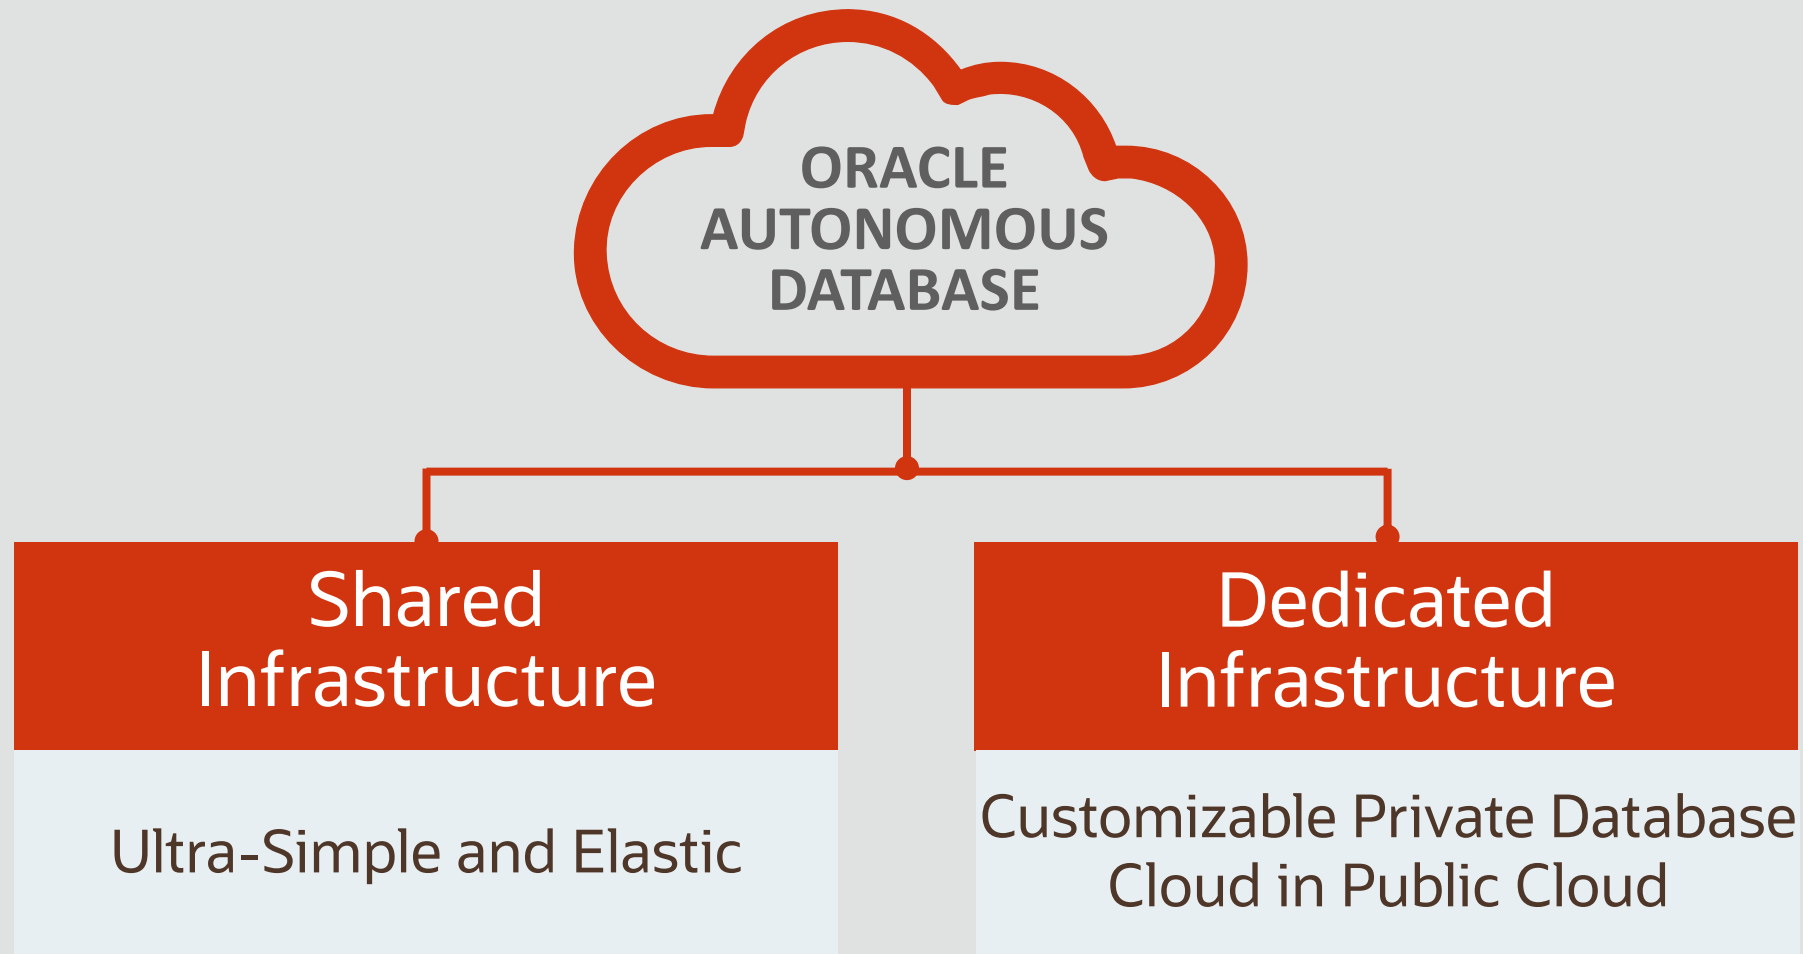 ORACLE
AUTONOMOUS
DATABASE
Shared
Infrastructure
Ultra-Simple and Elastic
Dedicated
Infrastructure
Customizable Private Database
Cloud in Public Cloud